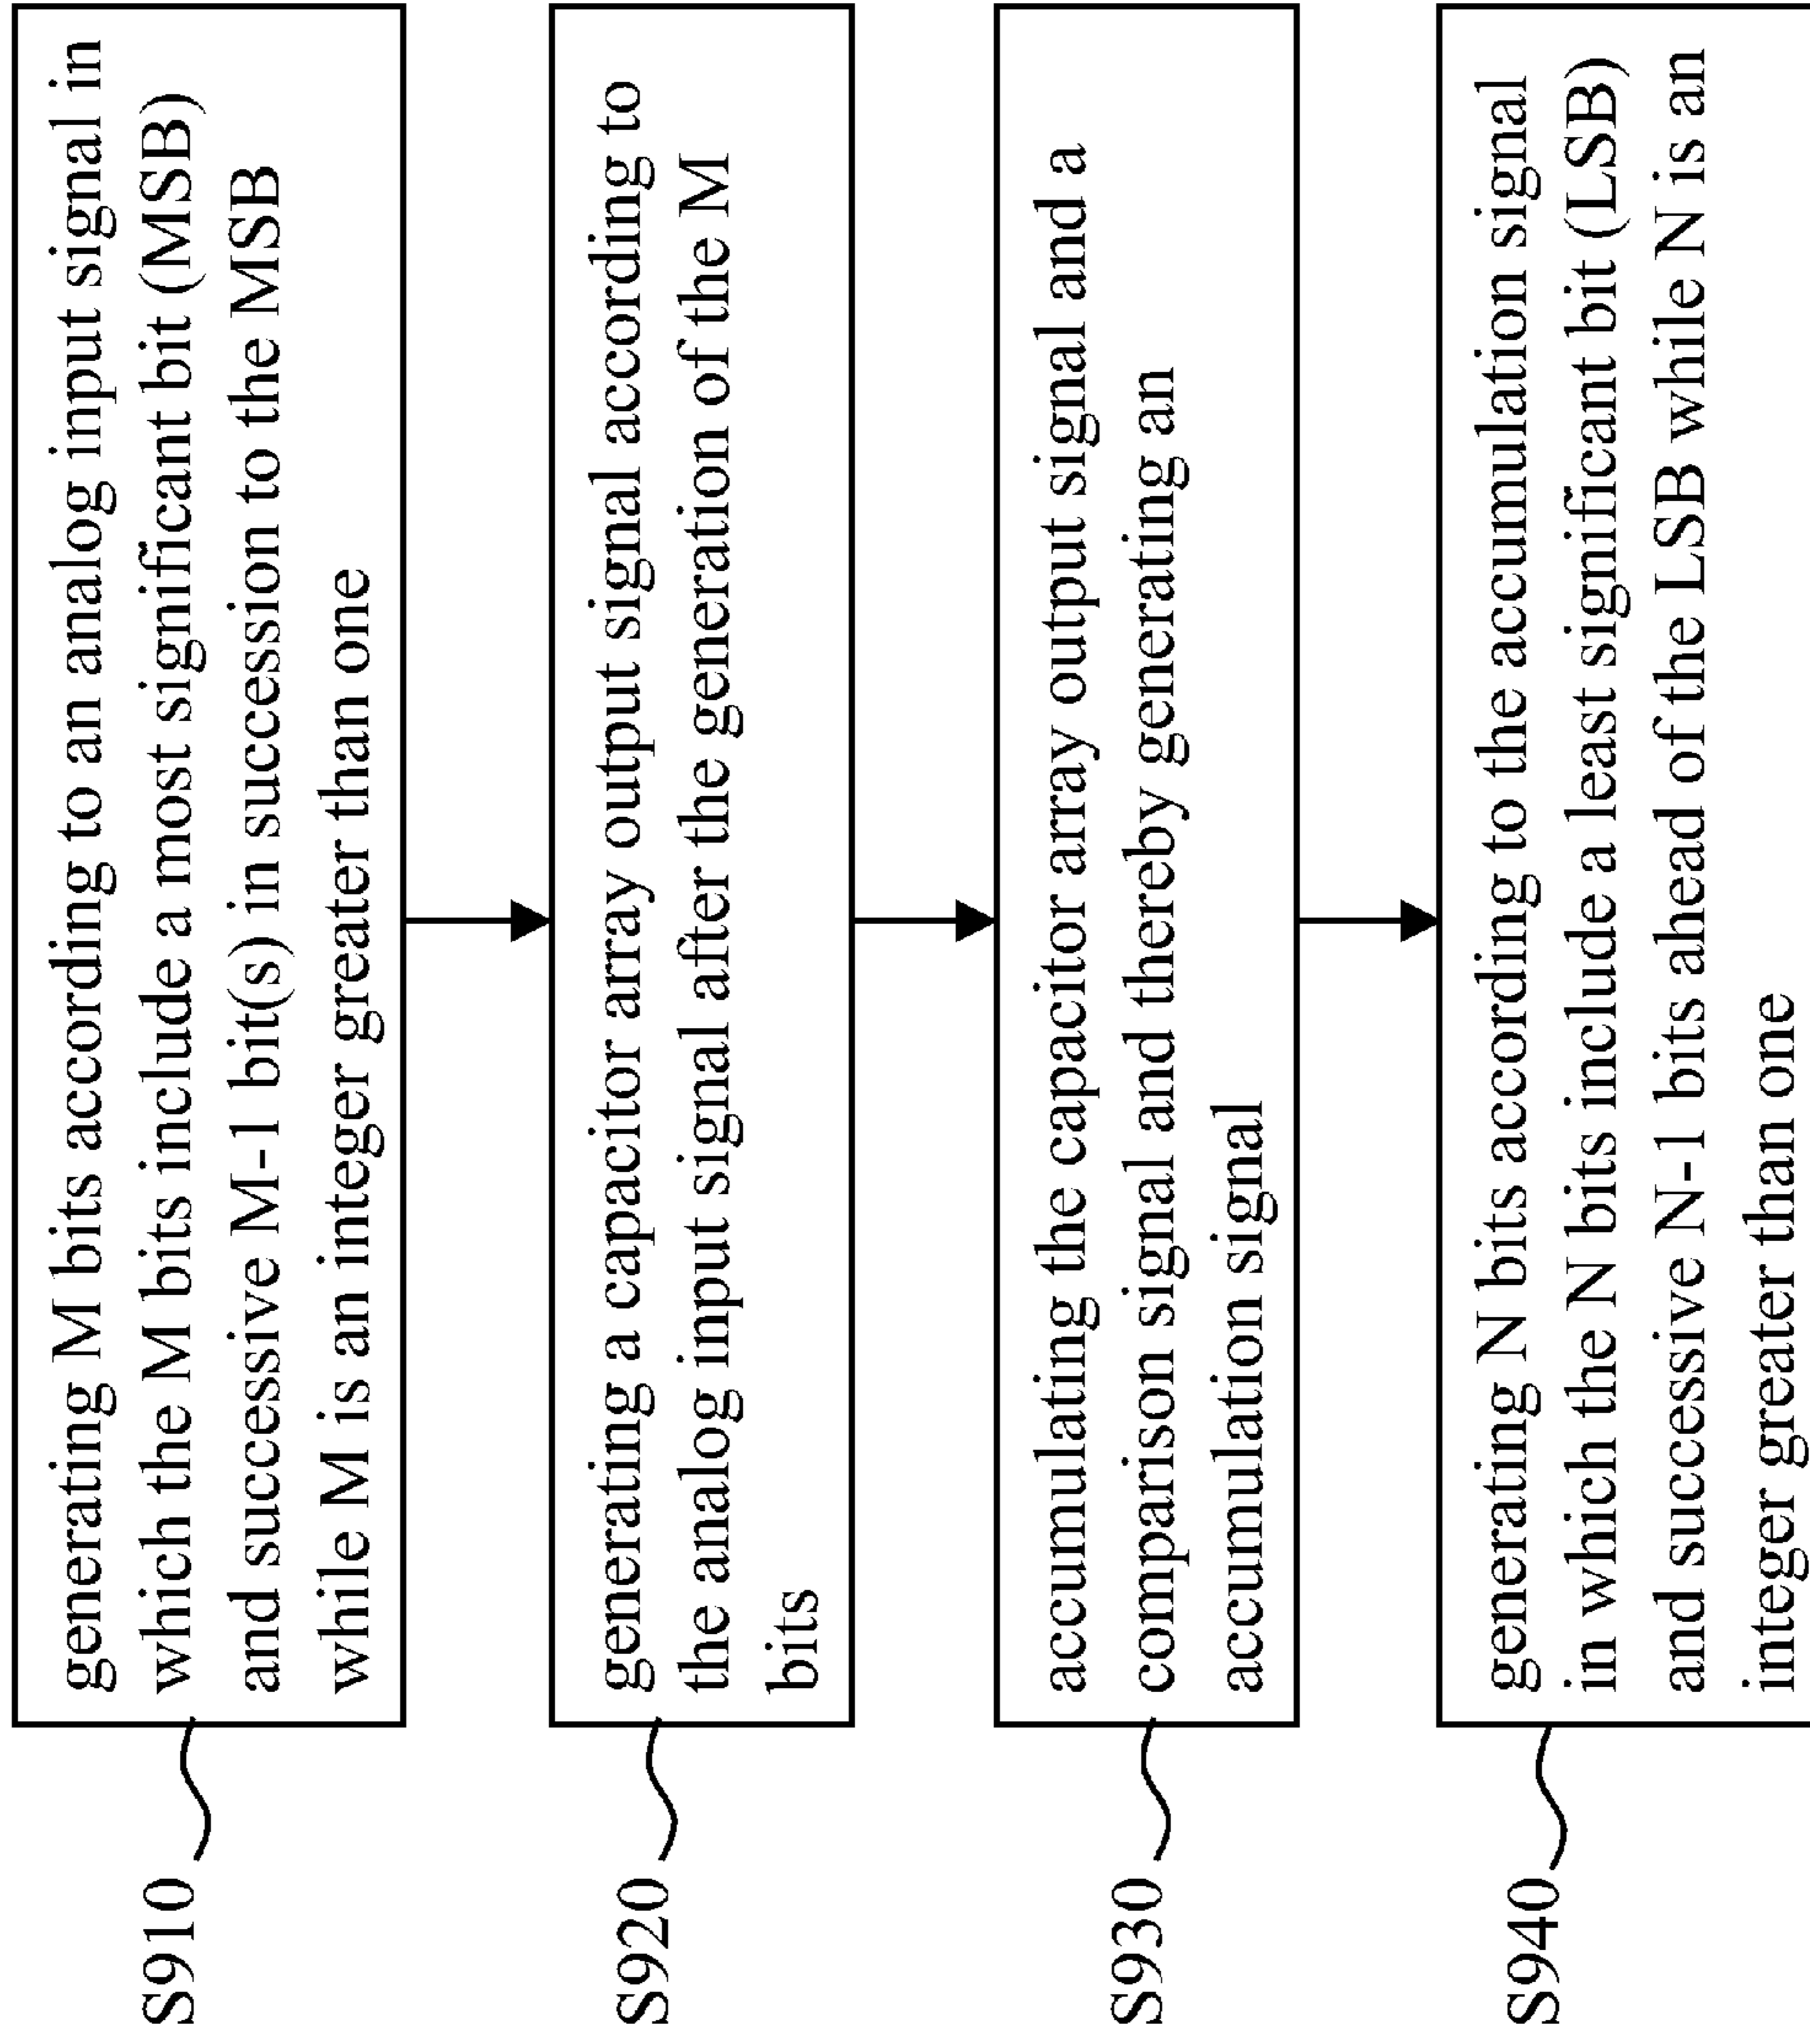 S910
generating M bits according to an analog input signal in
which the M bits include a most significant bit (MSB)
and successive M-1 bit(s) in succession to the MSB
while M is an integer greater than one
S920
generating a capacitor array output signal according to
the analog input signal after the generation of the M
bits
S930
accumulating the capacitor array output signal and a
comparison signal and thereby generating an
accumulation signal
S940
generating N bits according to the accumulation signal
in which the N bits include a least significant bit (LSB)
and successive N-1 bits ahead of the LSB while N is an
integer greater than one